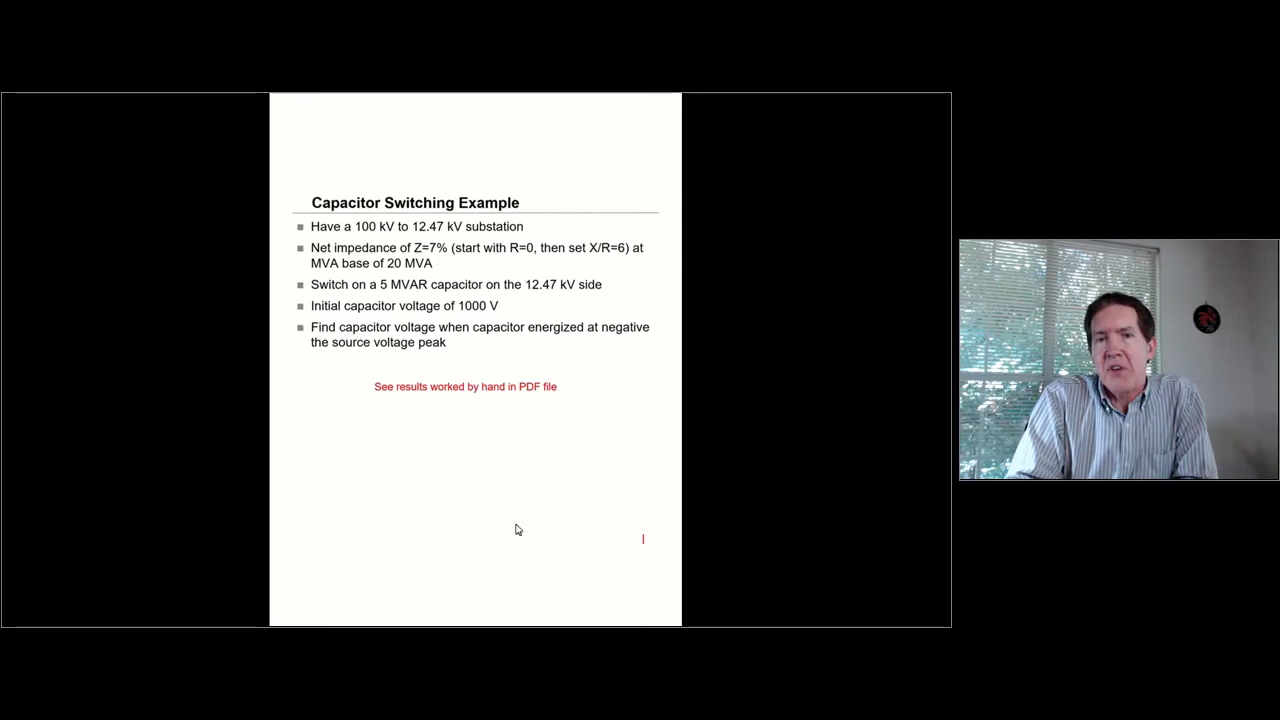 Capacitor Switching Example
Have a 100 kV to 12.47 kV substation
Net impedance of Z=7% (start with R=0, then set X/R=6) at
MVA base of 20 MVA
Switch on a 5 MVAR capacitor on the 12.47 kV side
Initial capacitor voltage of 1000 V
Find capacitor voltage when capacitor energized at negative
the source voltage peak
See results worked by hand in PDF file